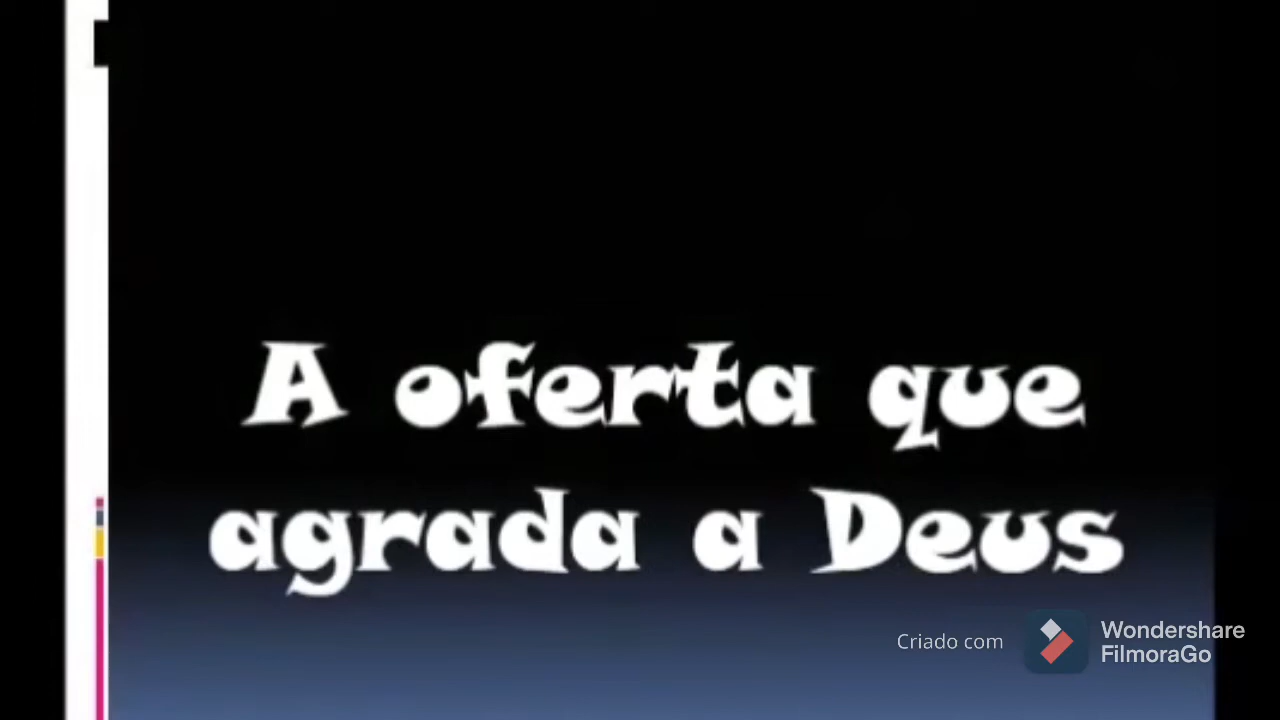 A oferta que
agrada a Deus
Criado com
Wondershare
FilmoraGo